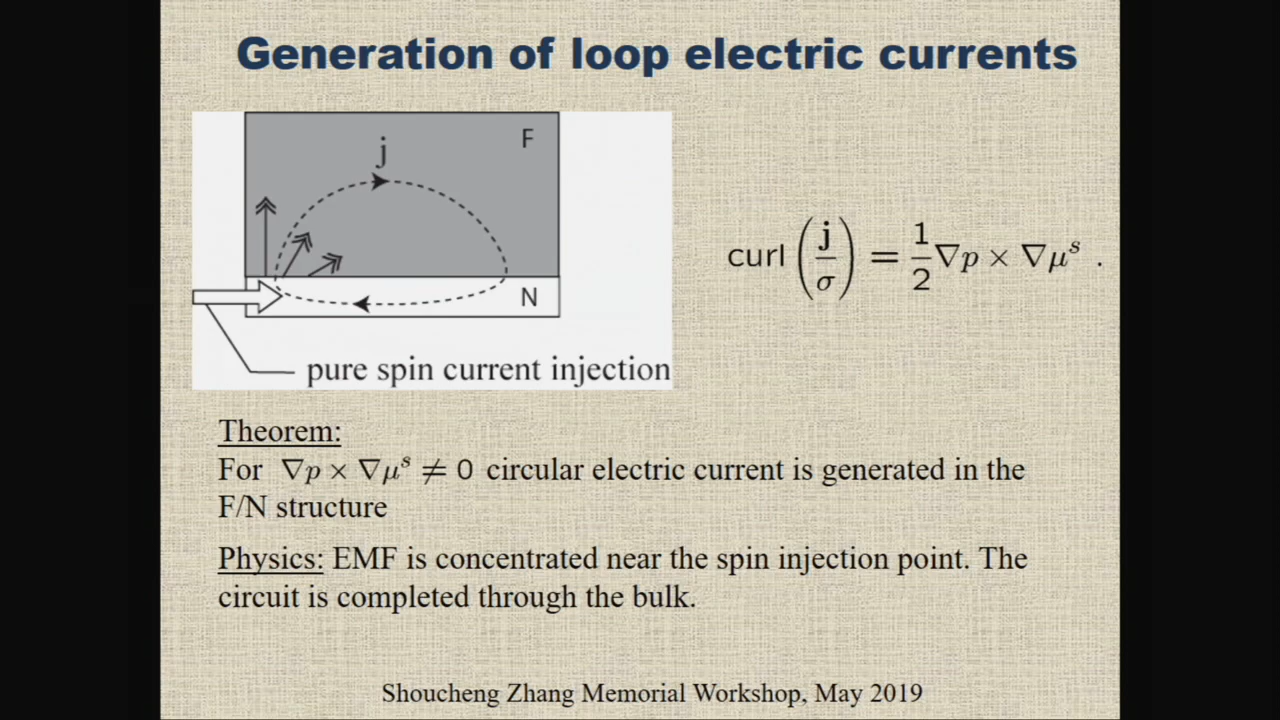 Generation of loop electric currents
j
F
N
pure spin current injection
curl (j/σ) = 1/2 ∇p × ∇μˢ .
Theorem:
For ∇p × ∇μˢ ≠ 0 circular electric current is generated in the
F/N structure
Physics: EMF is concentrated near the spin injection point. The
circuit is completed through the bulk.
Shoucheng Zhang Memorial Workshop, May 2019